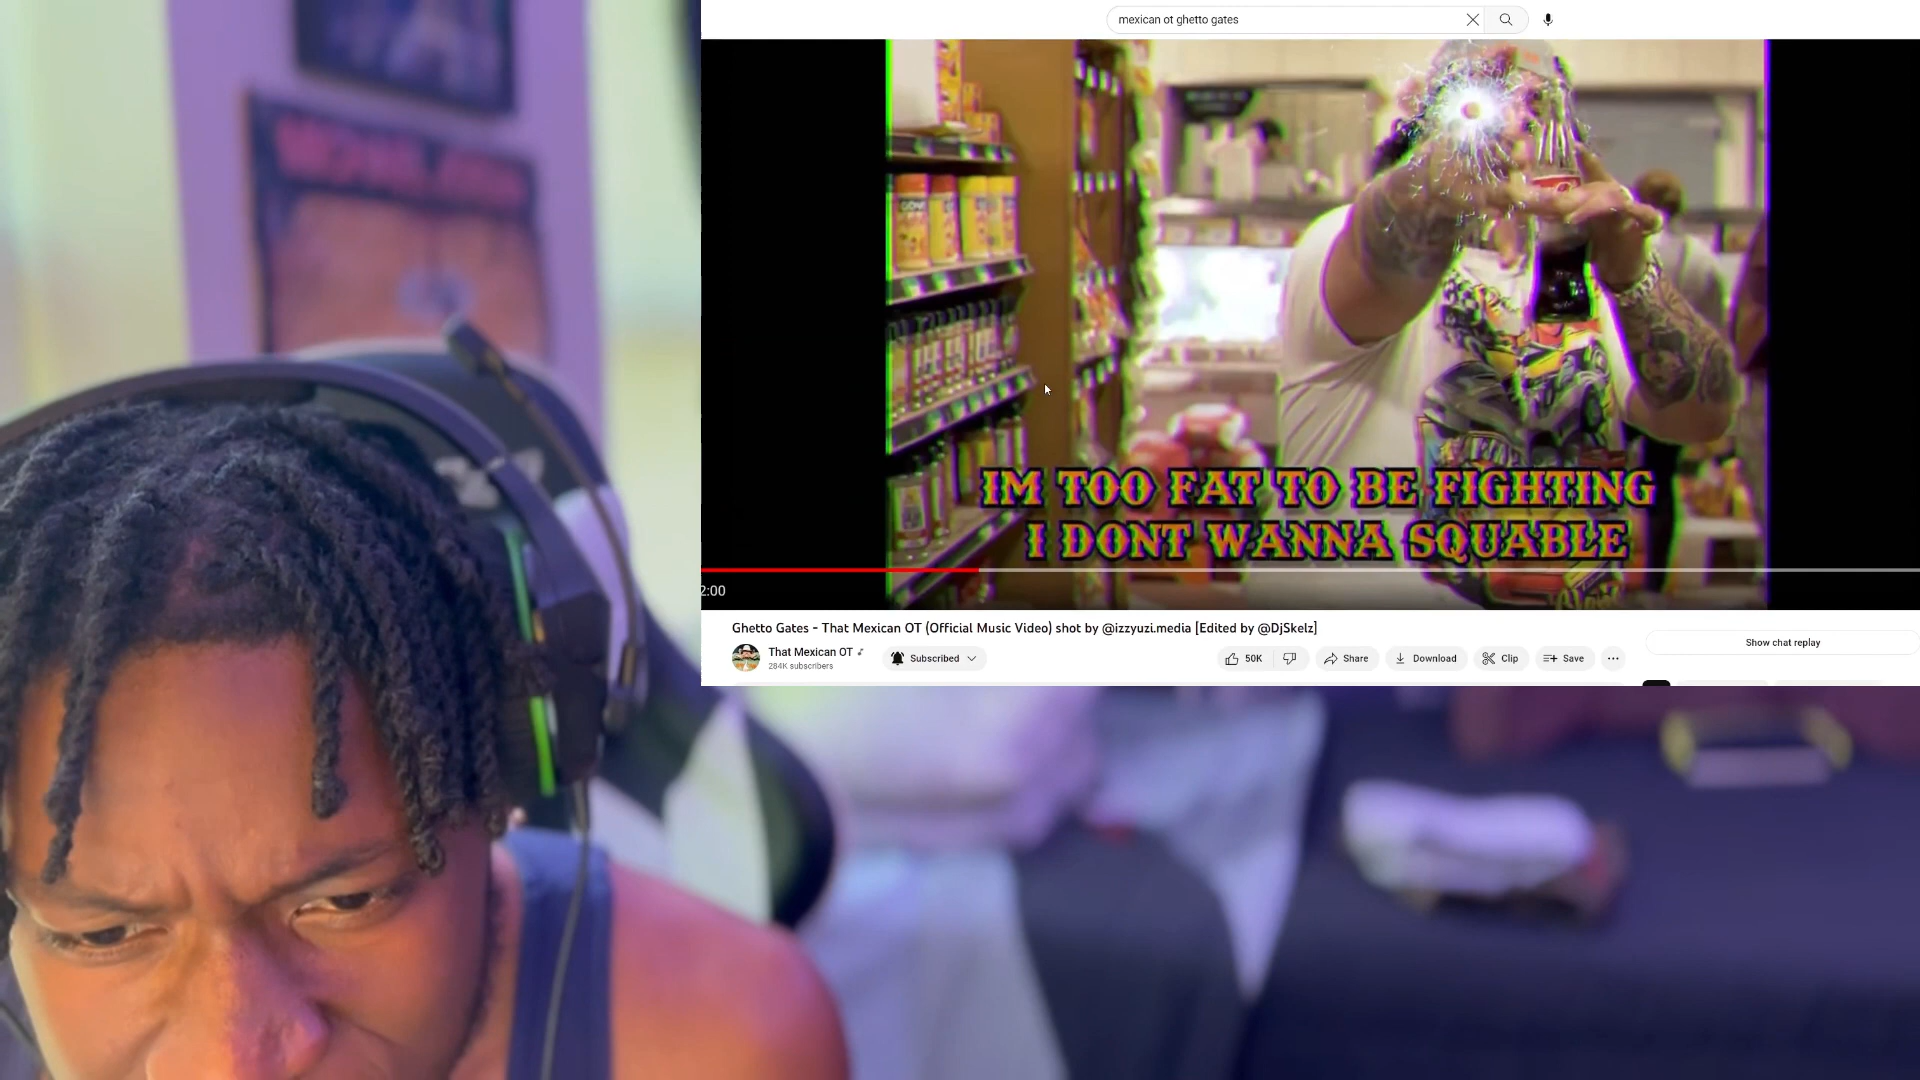 mexican ot ghetto gates
IM TOO FAT TO BE FIGHTING
I DONT WANNA SQUABLE
2:00
Ghetto Gates - That Mexican OT (Official Music Video) shot by @izzyuzi.media [Edited by @DjSkelz]
That Mexican OT
284K subscribers
Subscribed
50K
Share
Download
Clip
Save
Show chat replay